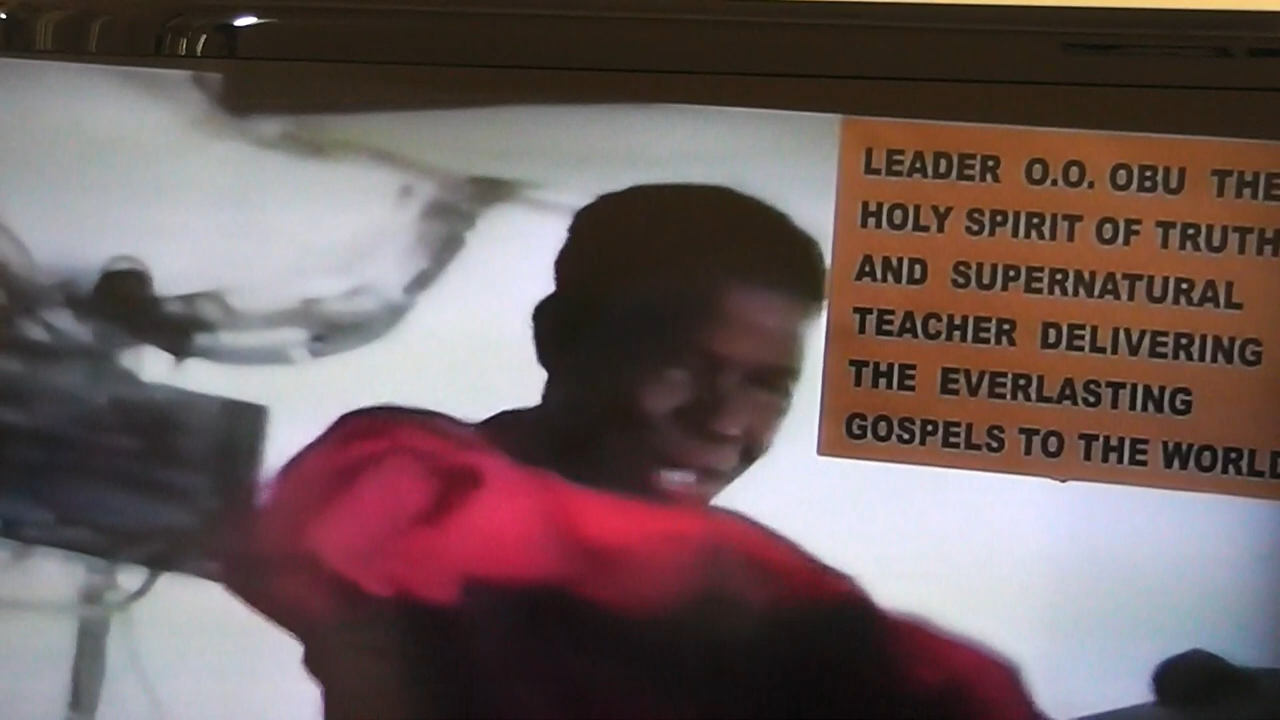 LEADER O.O. OBU THE
HOLY SPIRIT OF TRUTH
AND SUPERNATURAL
TEACHER DELIVERING
THE EVERLASTING
GOSPELS TO THE WORLD